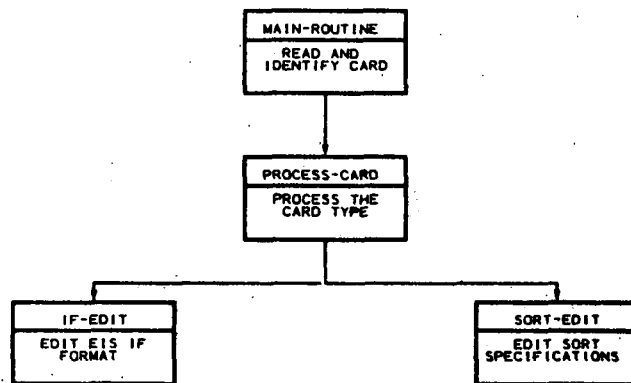 MAIN-ROUTINE
READ AND
IDENTIFY CARD
PROCESS-CARD
PROCESS THE
CARD TYPE
IF-EDIT
EDIT EIS IF
FORMAT
SORT-EDIT
EDIT SORT
SPECIFICATIONS